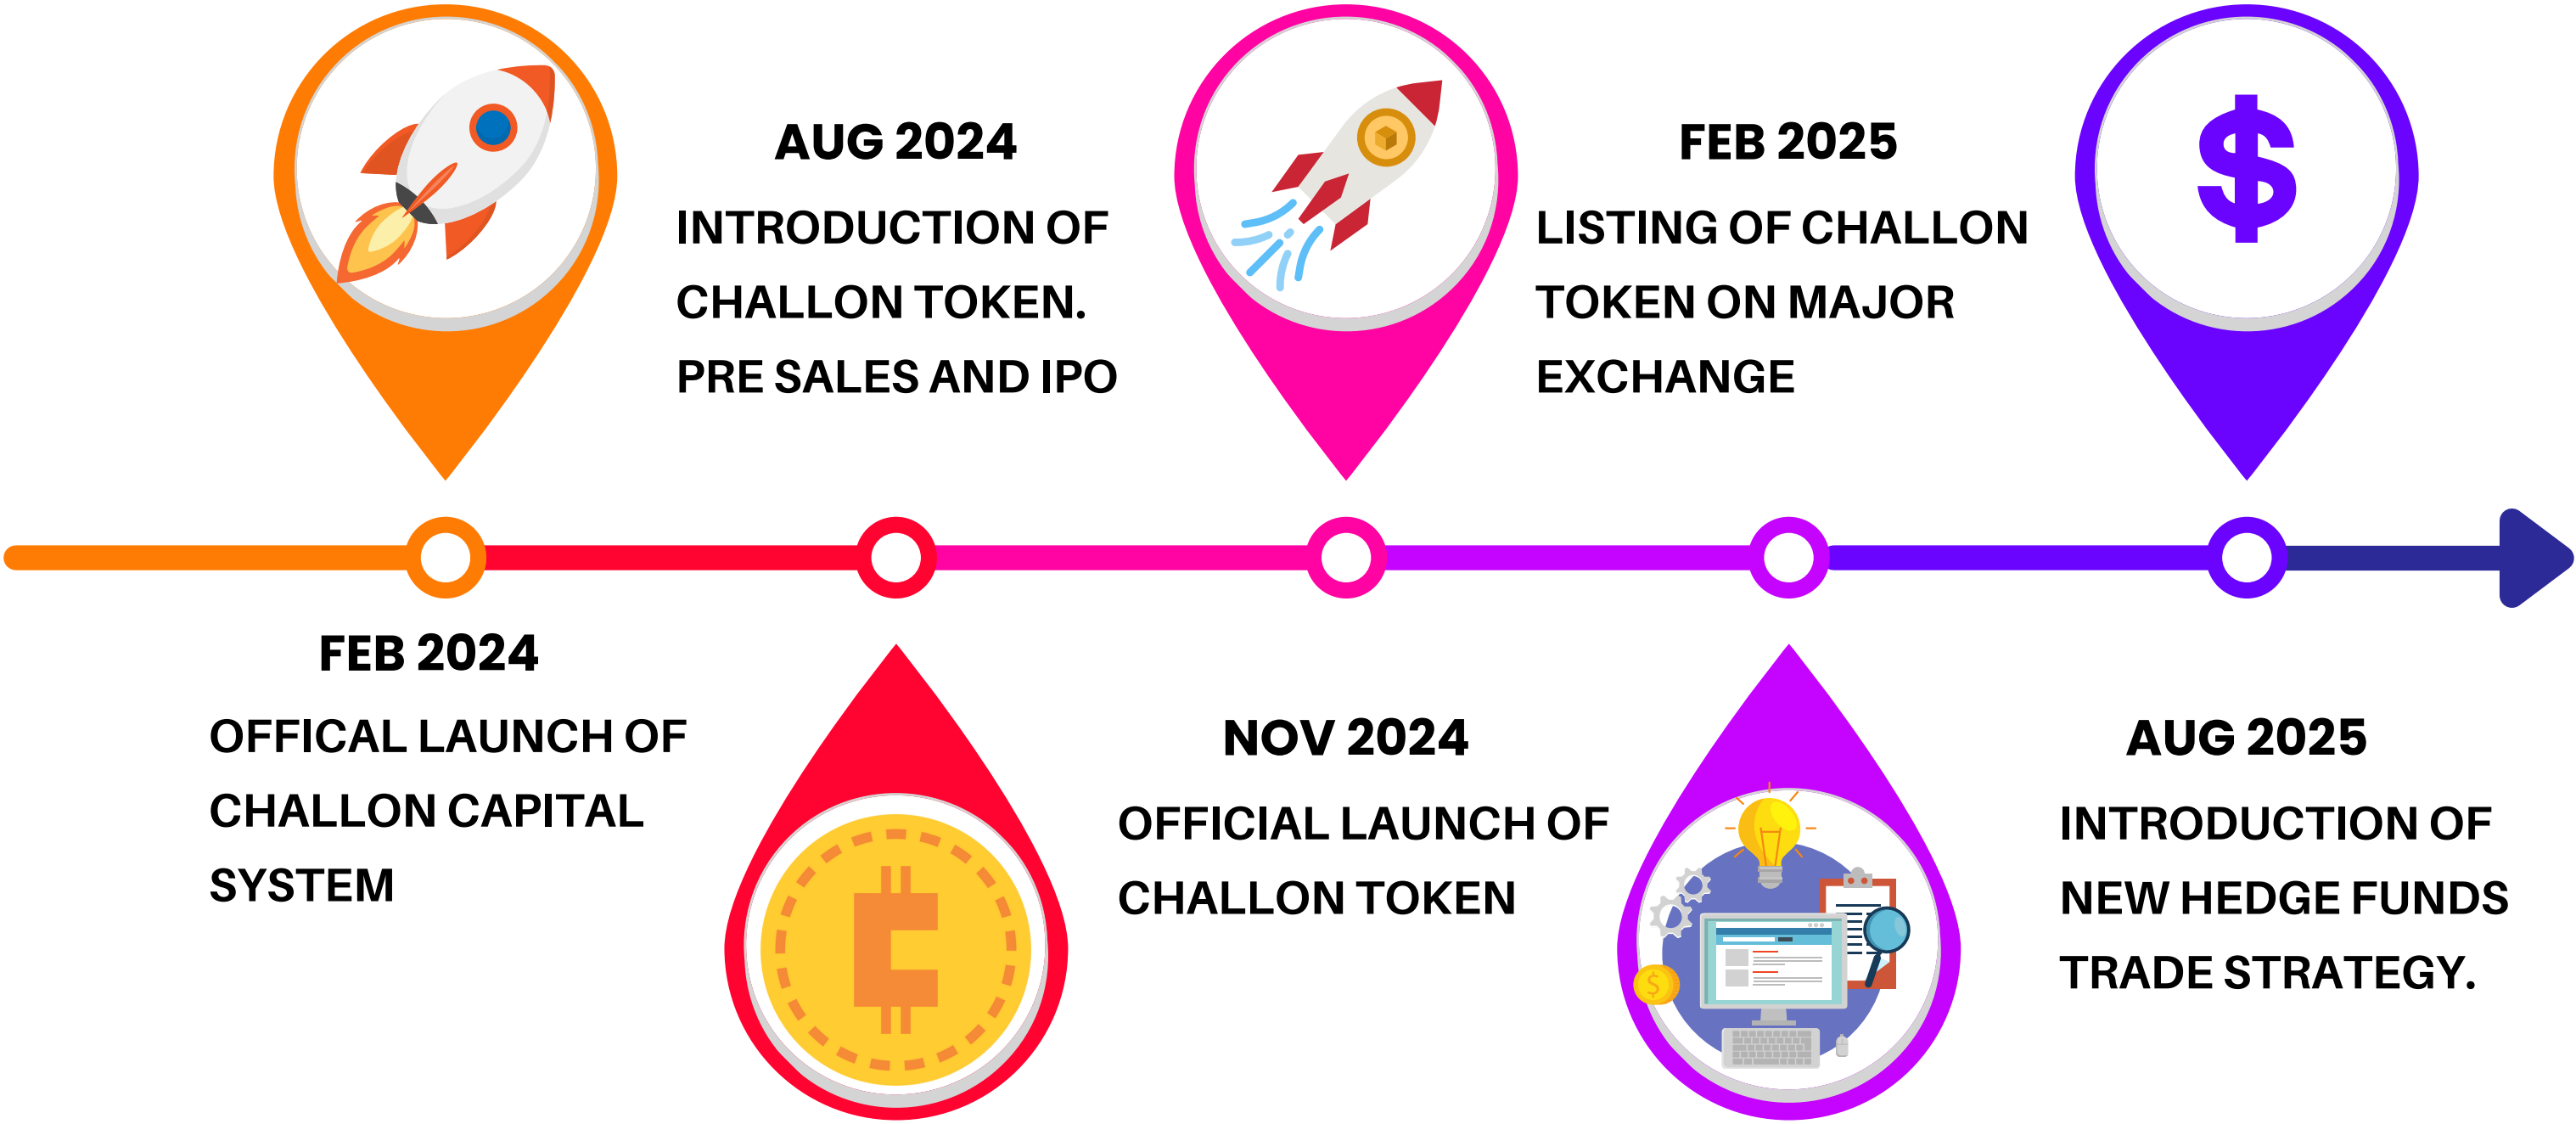 FEB 2024
OFFICAL LAUNCH OF
CHALLON CAPITAL
SYSTEM
AUG 2024
INTRODUCTION OF
CHALLON TOKEN.
PRE SALES AND IPO
NOV 2024
OFFICIAL LAUNCH OF
CHALLON TOKEN
FEB 2025
LISTING OF CHALLON
TOKEN ON MAJOR
EXCHANGE
AUG 2025
INTRODUCTION OF
NEW HEDGE FUNDS
TRADE STRATEGY.